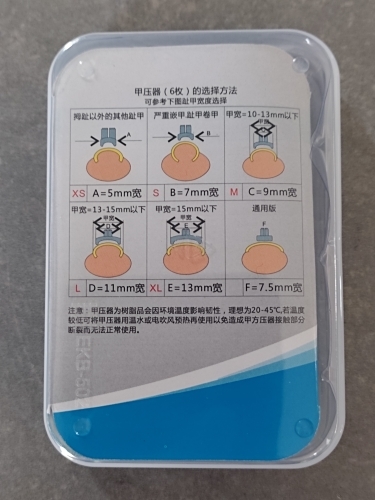 甲压器（6枚）的选择方法
可参考下图趾甲宽度选择
拇趾以外的其他趾甲 严重嵌甲趾甲卷甲 甲宽=10-13mm以下
A B 甲宽
XS A=5mm宽 S B=7mm宽 M C=9mm宽
甲宽=13-15mm以下 甲宽=15mm以下 通用版
甲宽 D 甲宽 E F
L D=11mm宽 XL E=13mm宽 F=7.5mm宽
注意：甲压器为树脂品会因环境温度影响韧性，理想为20-45℃,若温度
较低可将甲压器用温水或电吹风预热再使用以免造成甲方压器接触部分
断裂而无法正常使用。